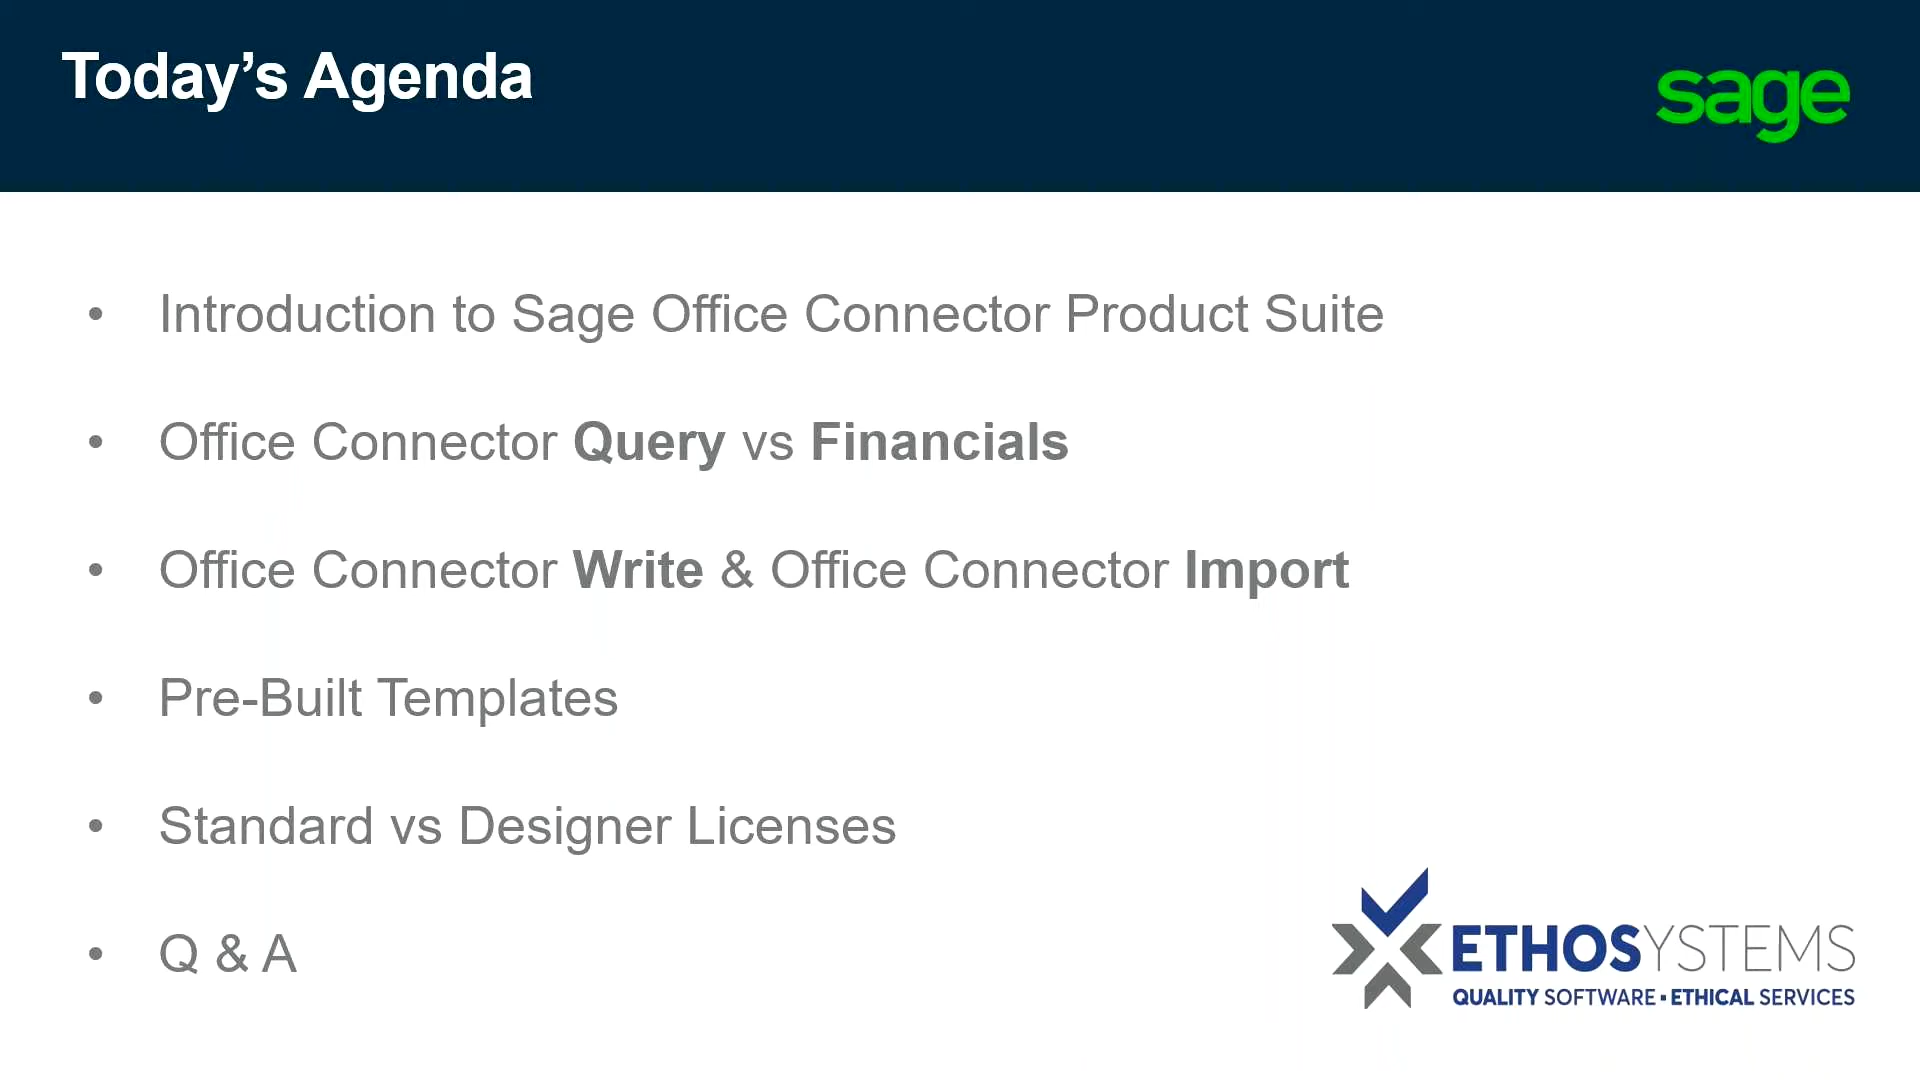 Today’s Agenda
sage
• Introduction to Sage Office Connector Product Suite
• Office Connector Query vs Financials
• Office Connector Write & Office Connector Import
• Pre-Built Templates
• Standard vs Designer Licenses
• Q & A
ETHOSYSTEMS
QUALITY SOFTWARE ▪ ETHICAL SERVICES